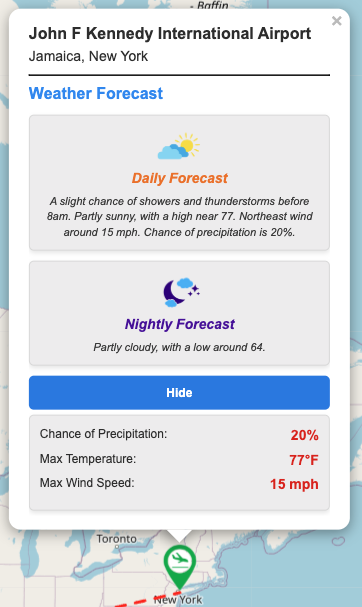 Baffin
×
John F Kennedy International Airport
Jamaica, New York
Weather Forecast
Daily Forecast
A slight chance of showers and thunderstorms before
8am. Partly sunny, with a high near 77. Northeast wind
around 15 mph. Chance of precipitation is 20%.
Nightly Forecast
Partly cloudy, with a low around 64.
Hide
Chance of Precipitation: 20%
Max Temperature: 77°F
Max Wind Speed: 15 mph
Toronto
New York